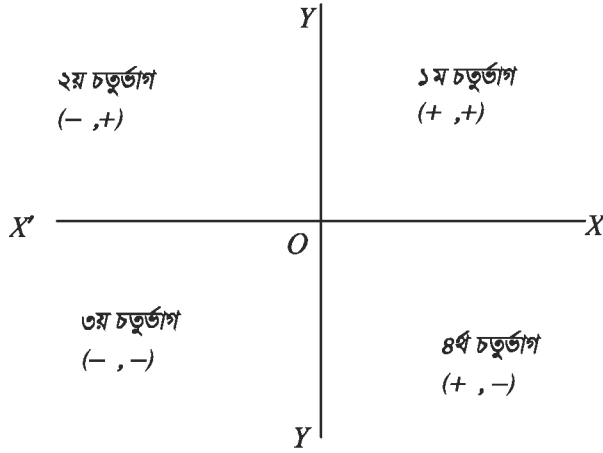 Y
২য় চতুর্ভাগ
(− ,+)
১ম চতুর্ভাগ
(+ ,+)
X′
X
O
৩য় চতুর্ভাগ
(− , −)
৪র্থ চতুর্ভাগ
(+ , −)
Y